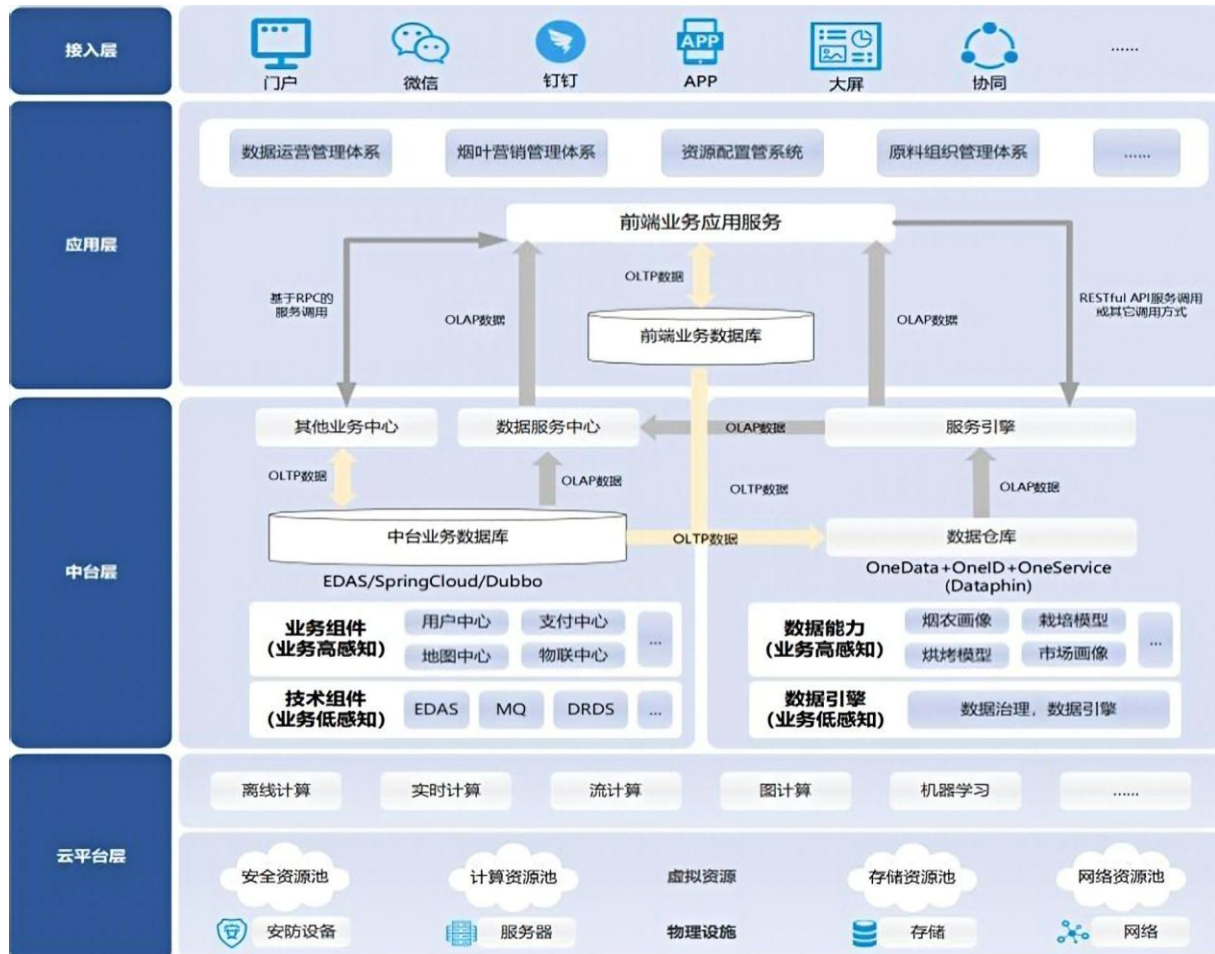 接入层
门户
微信
钉钉
APP
APP
大屏
协同
......
应用层
数据运营管理体系
烟叶营销管理体系
资源配置管系统
原料组织管理体系
......
前端业务应用服务
OLTP数据
基于RPC的
服务调用
OLAP数据
前端业务数据库
OLAP数据
RESTful API服务调用
或其它调用方式
中台层
其他业务中心
数据服务中心
OLAP数据
服务引擎
OLTP数据
OLAP数据
OLTP数据
OLAP数据
中台业务数据库
OLTP数据
数据仓库
EDAS/SpringCloud/Dubbo
OneData+OneID+OneService
(Dataphin)
业务组件
(业务高感知)
用户中心
支付中心
地图中心
物联中心
...
数据能力
(业务高感知)
烟农画像
栽培模型
烘烤模型
市场画像
...
技术组件
(业务低感知)
EDAS
MQ
DRDS
...
数据引擎
(业务低感知)
数据治理，数据引擎
云平台层
离线计算
实时计算
流计算
图计算
机器学习
......
安全资源池
计算资源池
虚拟资源
存储资源池
网络资源池
安
安防设备
服务器
物理设施
存储
网络